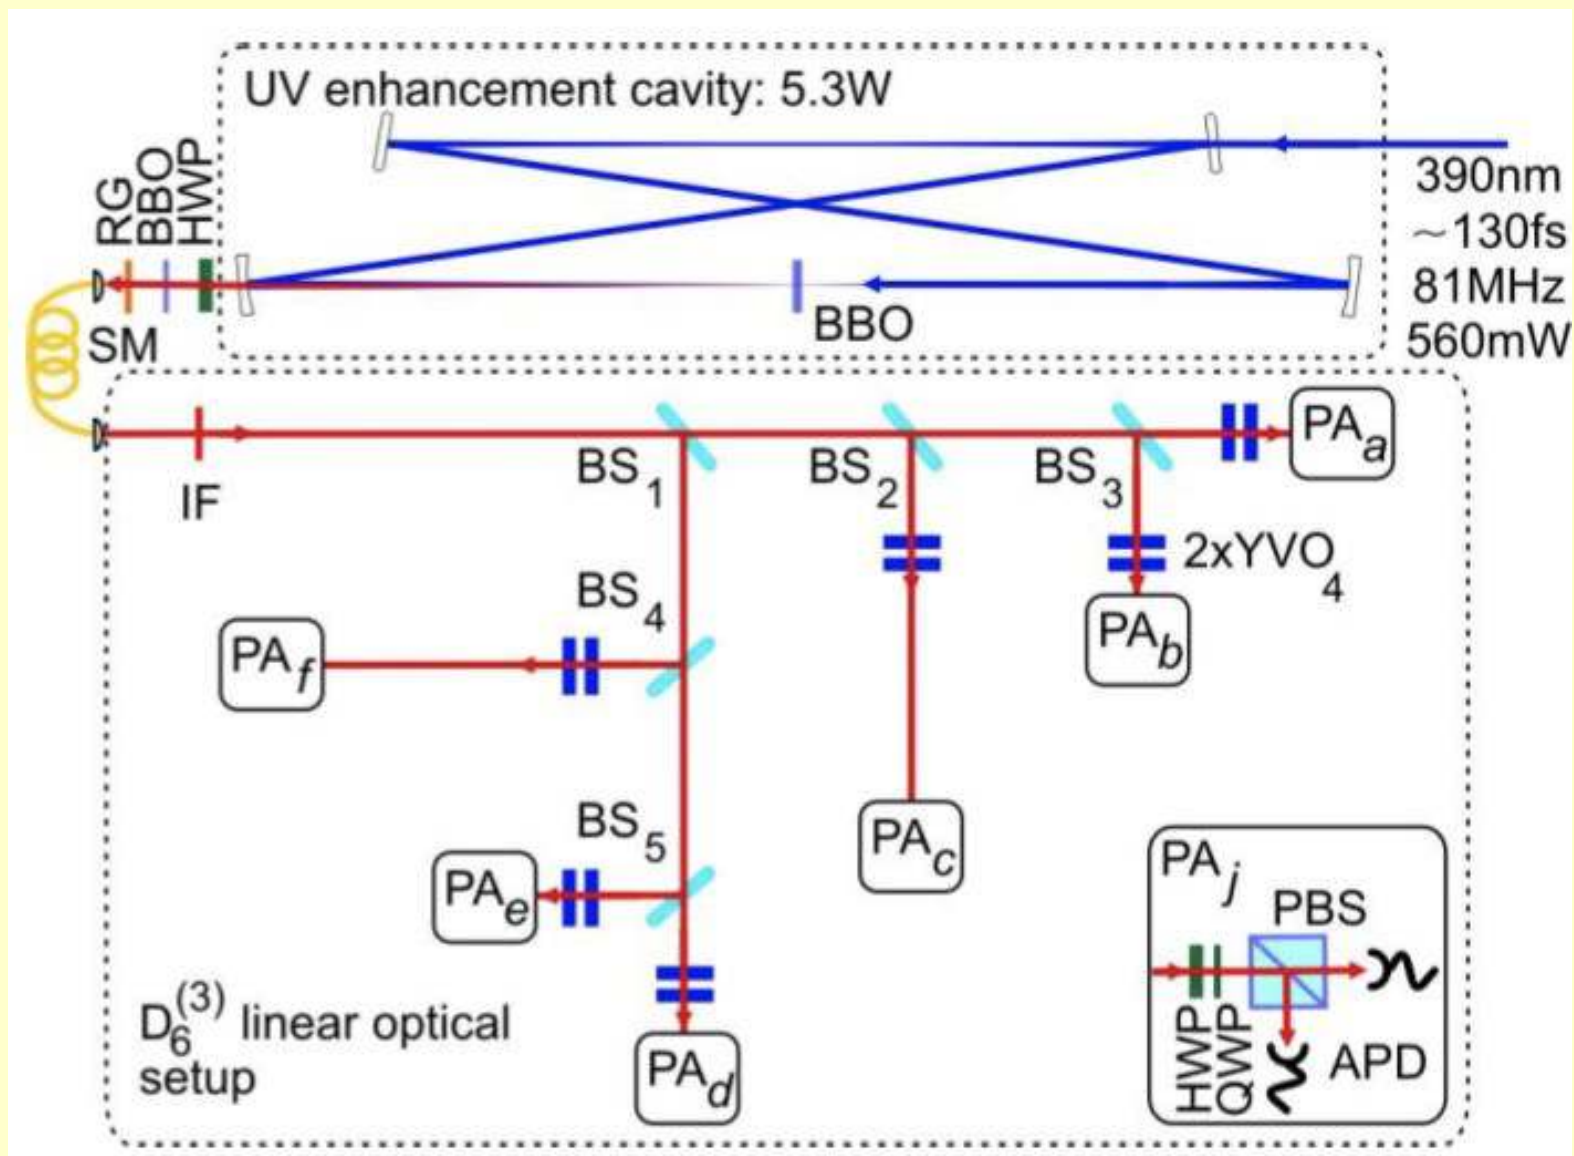 UV enhancement cavity: 5.3W
RG
BBO
HWP
390nm
~130fs
81MHz
560mW
BBO
SM
IF
BS1
BS2
BS3
PAa
2xYVO4
PAb
BS4
PAf
BS5
PAe
PAc
PAd
D6(3) linear optical
setup
PAj
PBS
HWP
QWP
APD